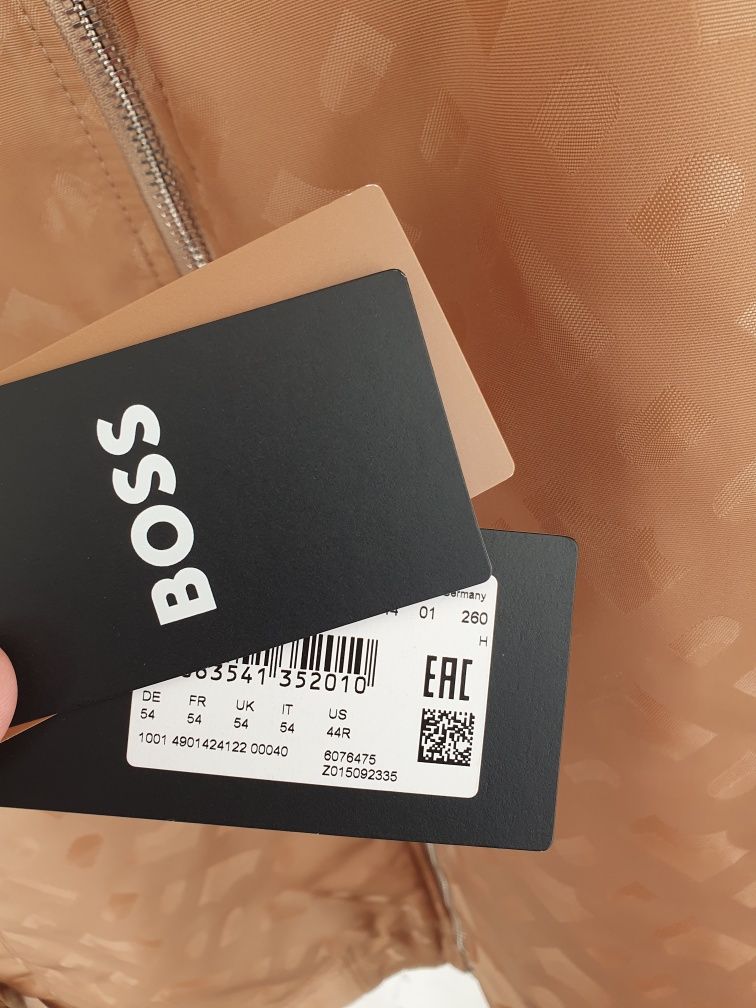 BOSS
Germany
01 260
H
63541 352010
EAC
DE FR UK IT US
54 54 54 54 44R
1001 4901424122 00040 6076475
Z015092335